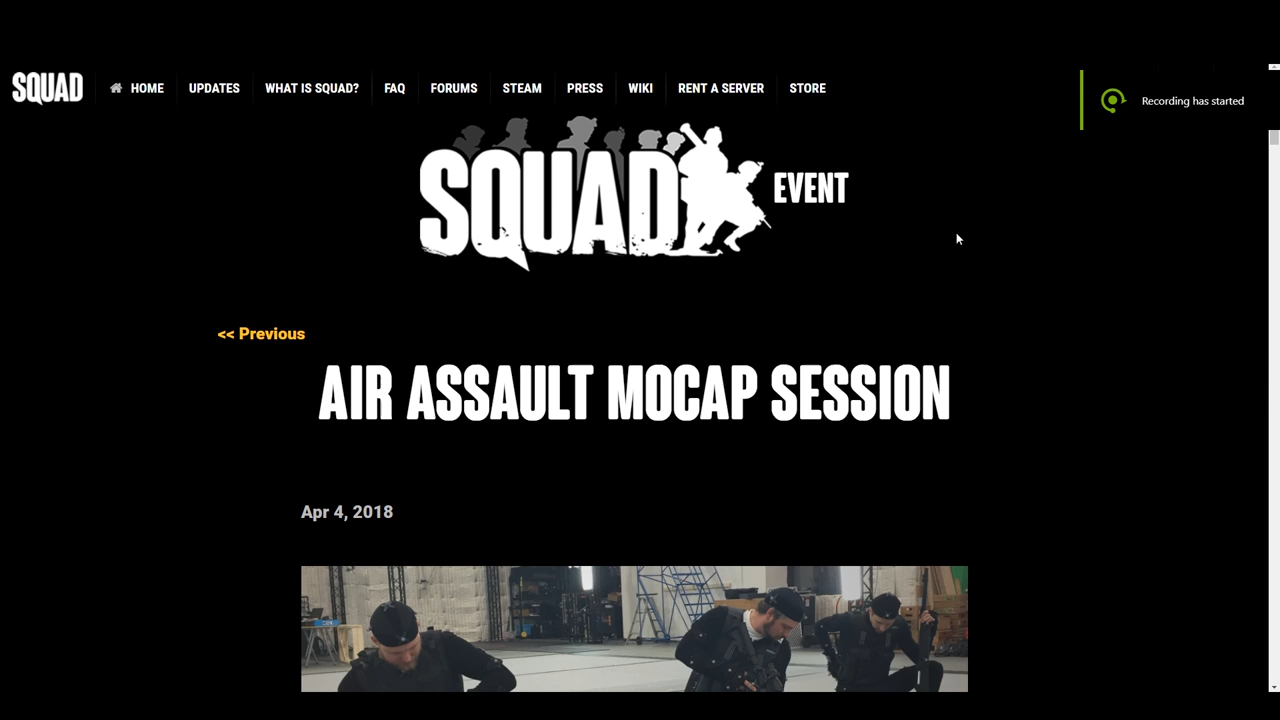 SQUAD
HOME
UPDATES
WHAT IS SQUAD?
FAQ
FORUMS
STEAM
PRESS
WIKI
RENT A SERVER
STORE
Recording has started
SQUAD
EVENT
<< Previous
AIR ASSAULT MOCAP SESSION
Apr 4, 2018